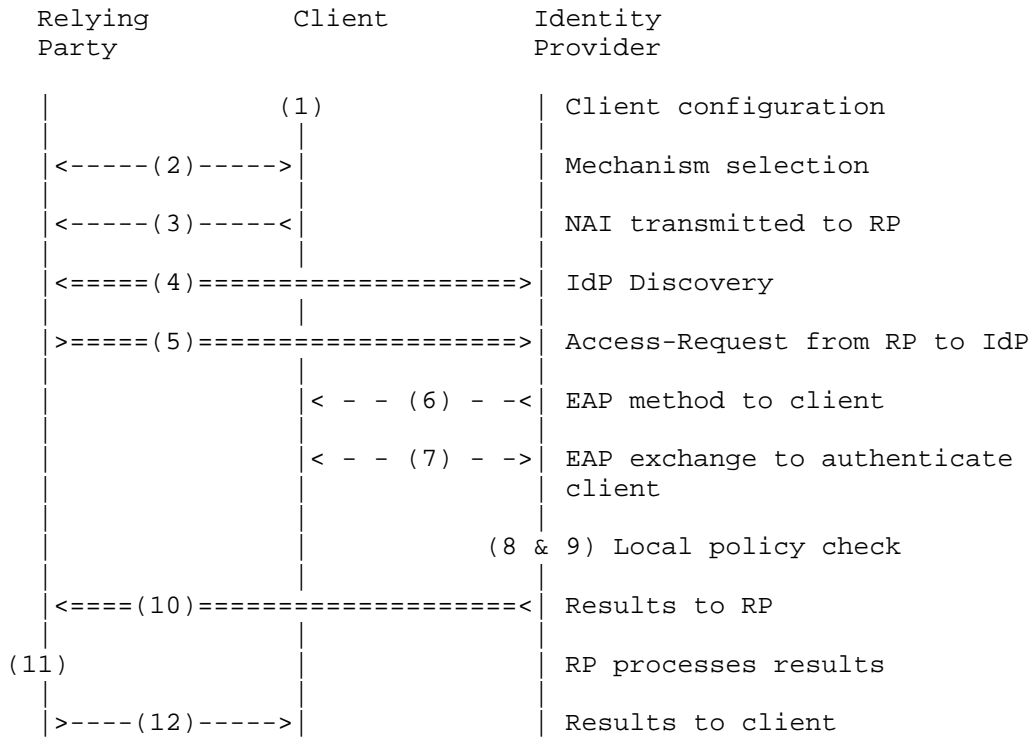 Relying          Client            Identity
Party                              Provider
|              (1)             | Client configuration
|<-----(2)----->|              | Mechanism selection
|<-----(3)-----<|              | NAI transmitted to RP
|<=====(4)====================>| IdP Discovery
|>=====(5)====================>| Access-Request from RP to IdP
|               |< - - (6) - -<| EAP method to client
|               |< - - (7) - ->| EAP exchange to authenticate
|               |              | client
|               |           (8 & 9) Local policy check
|<====(10)====================<| Results to RP
(11)            |              | RP processes results
|>----(12)----->|              | Results to client